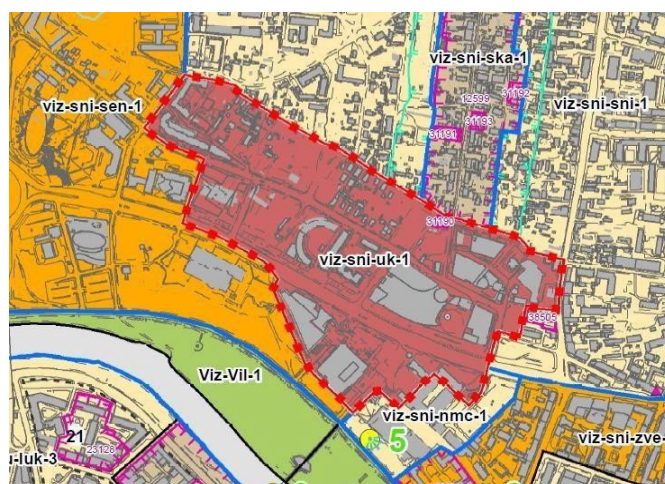 viz-sni-ska-1
31192
12599
31193
31191
viz-sni-sen-1
viz-sni-sni-1
31190
viz-sni-uk-1
38505
Viz-Vil-1
viz-sni-nmc-1
21
23128
5
u-luk-3
viz-sni-zve-